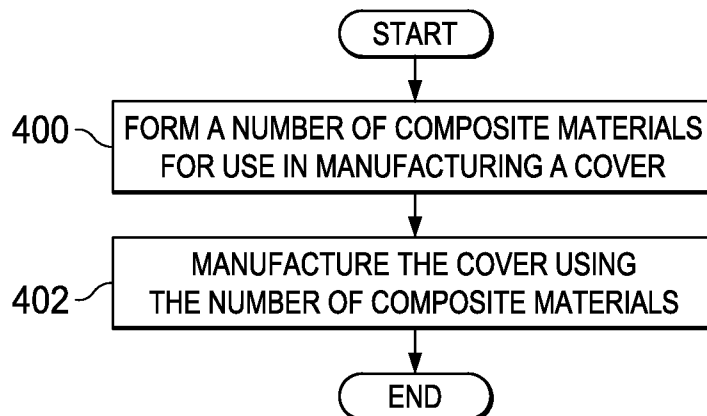 START
400
FORM A NUMBER OF COMPOSITE MATERIALS
FOR USE IN MANUFACTURING A COVER
402
MANUFACTURE THE COVER USING
THE NUMBER OF COMPOSITE MATERIALS
END